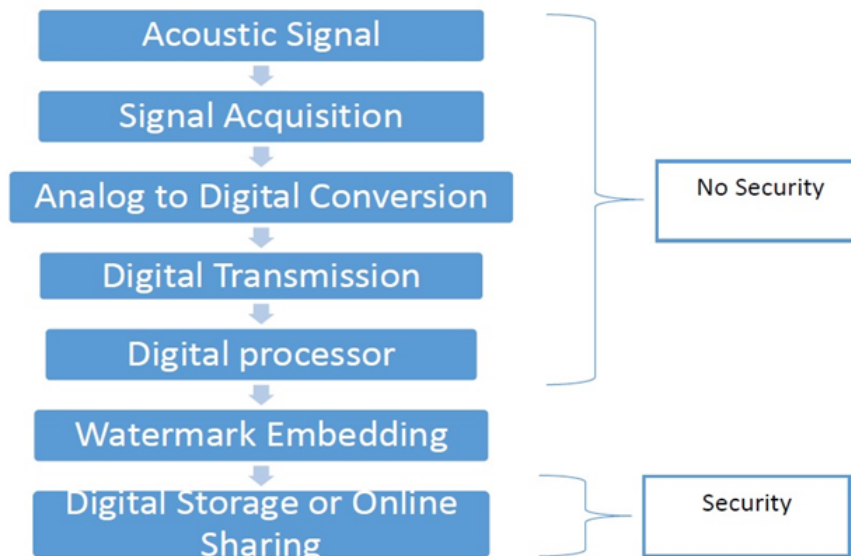 Acoustic Signal
Signal Acquisition
Analog to Digital Conversion
No Security
Digital Transmission
Digital processor
Watermark Embedding
Digital Storage or Online
Sharing
Security